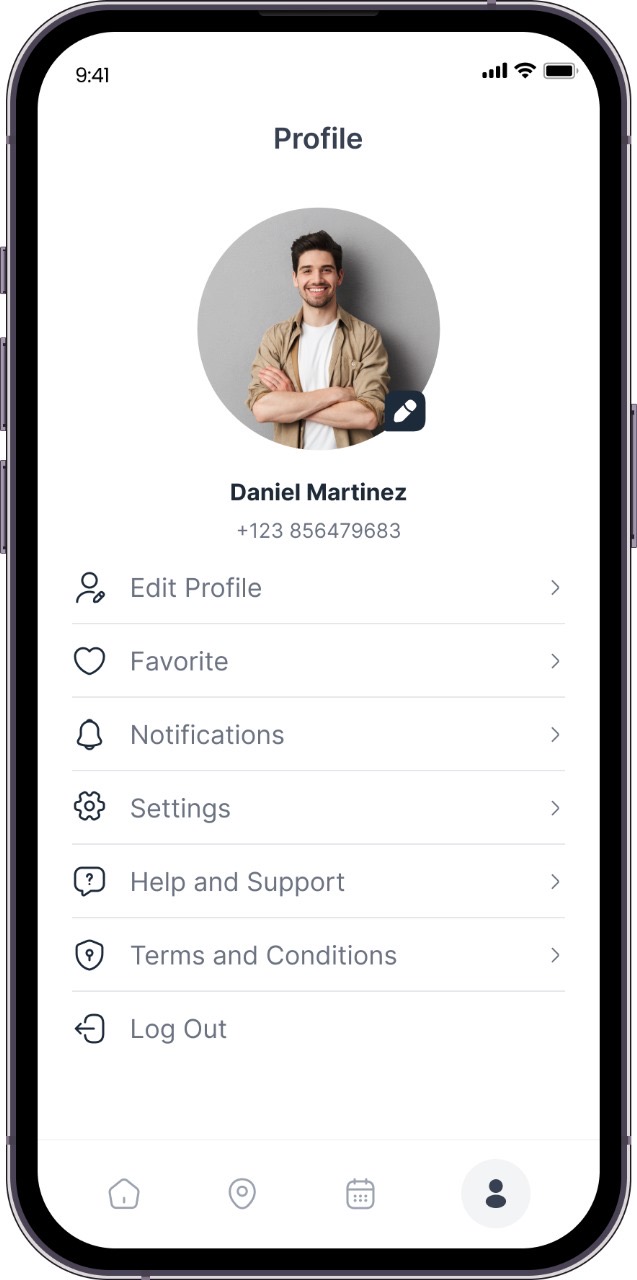 9:41
Profile
Daniel Martinez
+123 856479683
Edit Profile
Favorite
Notifications
Settings
Help and Support
Terms and Conditions
Log Out